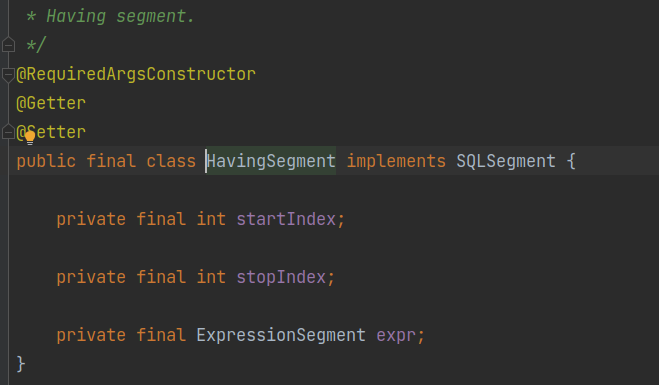 * Having segment.
*/
@RequiredArgsConstructor
@Getter
@Setter
public final class HavingSegment implements SQLSegment {
private final int startIndex;
private final int stopIndex;
private final ExpressionSegment expr;
}